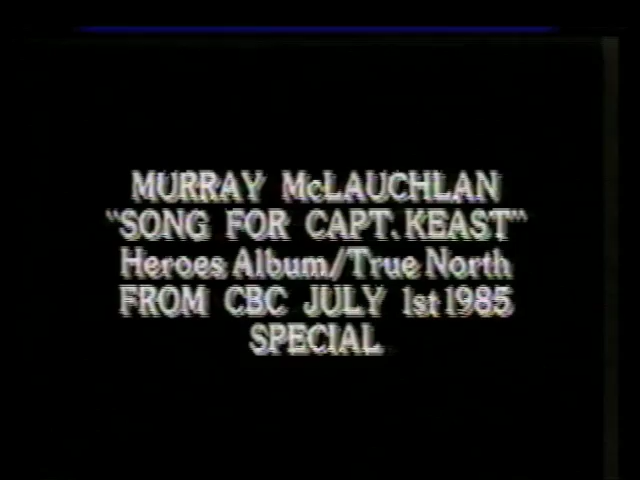 MURRAY McLAUCHLAN
"SONG FOR CAPT. KEAST"
Heroes Album/True North
FROM CBC JULY 1st 1985
SPECIAL